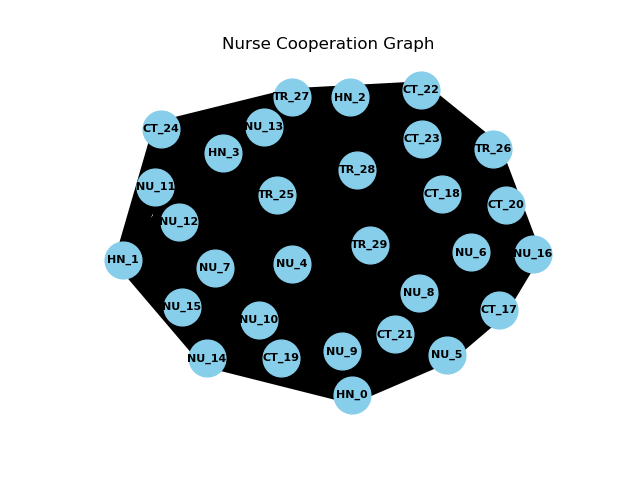 Nurse Cooperation Graph
CT_22
TR_27
HN_2
NU_13
CT_24
CT_23
TR_26
HN_3
TR_28
NU_11
CT_18
TR_25
CT_20
NU_12
TR_29
NU_6
NU_16
HN_1
NU_4
NU_7
NU_8
NU_15
CT_17
NU_10
CT_21
NU_9
NU_5
NU_14
CT_19
HN_0